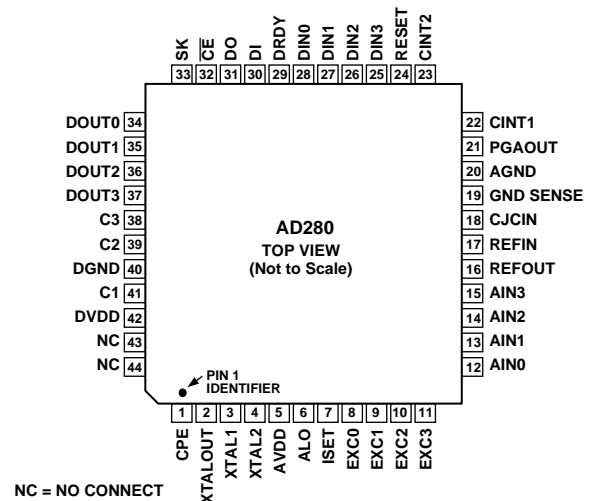 SK
CE
DO
DI
DRDY
DIN0
DIN1
DIN2
DIN3
RESET
CINT2
33 32 31 30 29 28 27 26 25 24 23
DOUT0 34
DOUT1 35
DOUT2 36
DOUT3 37
C3 38
C2 39
DGND 40
C1 41
DVDD 42
NC 43
NC 44
AD280
TOP VIEW
(Not to Scale)
22 CINT1
21 PGAOUT
20 AGND
19 GND SENSE
18 CJCIN
17 REFIN
16 REFOUT
15 AIN3
14 AIN2
13 AIN1
12 AIN0
PIN 1
IDENTIFIER
1 2 3 4 5 6 7 8 9 10 11
CPE
XTALOUT
XTAL1
XTAL2
AVDD
ALO
ISET
EXC0
EXC1
EXC2
EXC3
NC = NO CONNECT